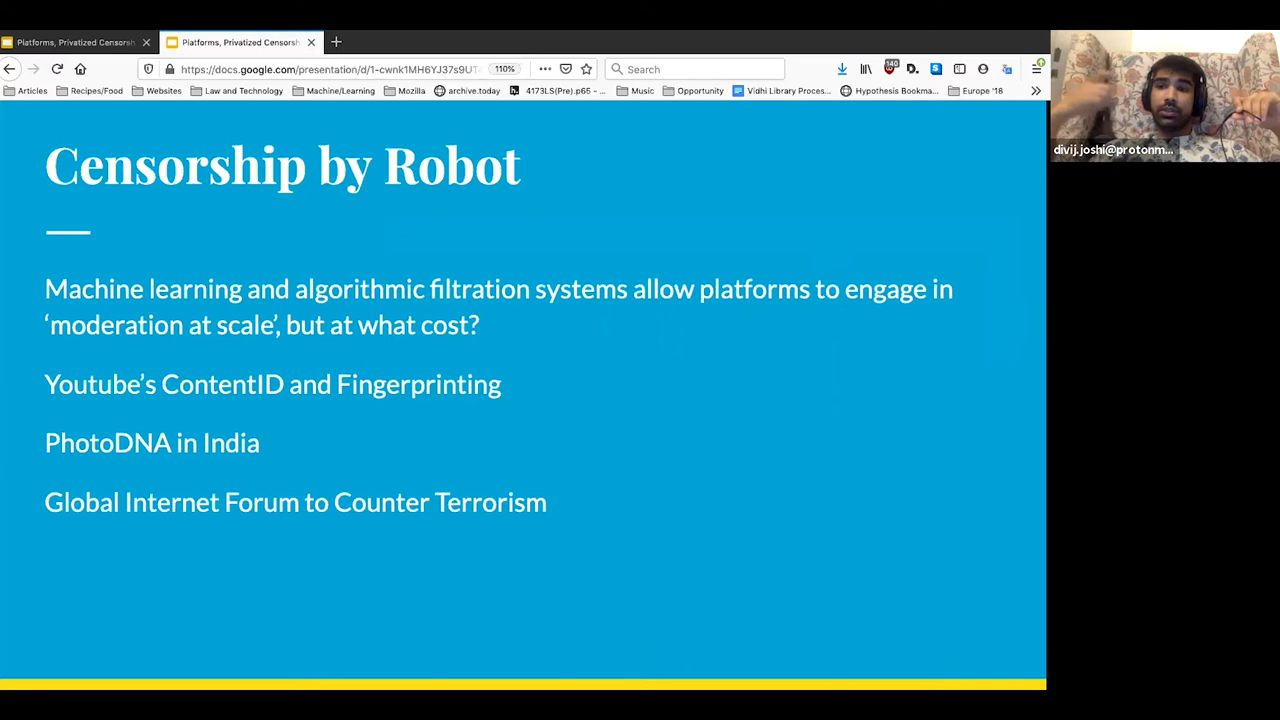 Platforms, Privatized Censorsh
Platforms, Privatized Censorsh
https://docs.google.com/presentation/d/1-cwnk1MH6YJ37s9UT
110%
Search
140
D.
S
Articles
Recipes/Food
Websites
Law and Technology
Machine/Learning
Mozilla
archive.today
4173LS(Pre).p65 - ...
Music
Opportunity
Vidhi Library Proces...
Hypothesis Bookma...
Europe '18
divij.joshi@protonm...
Censorship by Robot
Machine learning and algorithmic filtration systems allow platforms to engage in
‘moderation at scale’, but at what cost?
Youtube’s ContentID and Fingerprinting
PhotoDNA in India
Global Internet Forum to Counter Terrorism